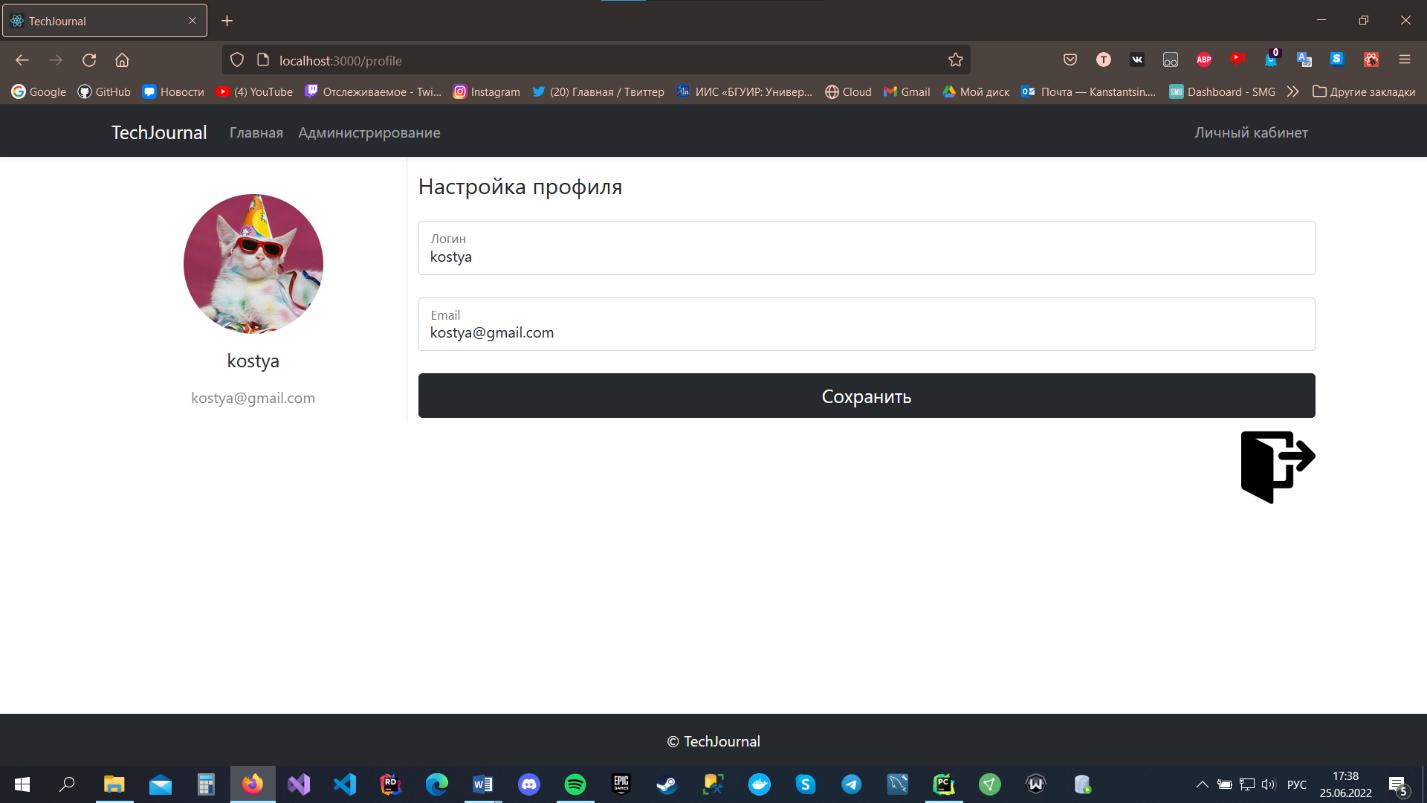 TechJournal
localhost:3000/profile
Google GitHub Новости (4) YouTube Отслеживаемое - Twi... Instagram (20) Главная / Твиттер ИИС «БГУИР: Универ... Cloud Gmail Мой диск Почта — Kanstantsin.... Dashboard - SMG Другие закладки
TechJournal Главная Администрирование Личный кабинет
Настройка профиля
Логин
kostya
Email
kostya@gmail.com
Сохранить
kostya
kostya@gmail.com
© TechJournal
РУС
17:38
25.06.2022
5